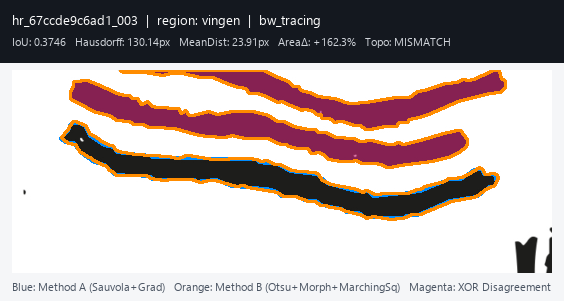 hr_67ccde9c6ad1_003 | region: vingen | bw_tracing
IoU: 0.3746 Hausdorff: 130.14px MeanDist: 23.91px AreaΔ: +162.3% Topo: MISMATCH
Blue: Method A (Sauvola+Grad) Orange: Method B (Otsu+Morph+MarchingSq) Magenta: XOR Disagreement